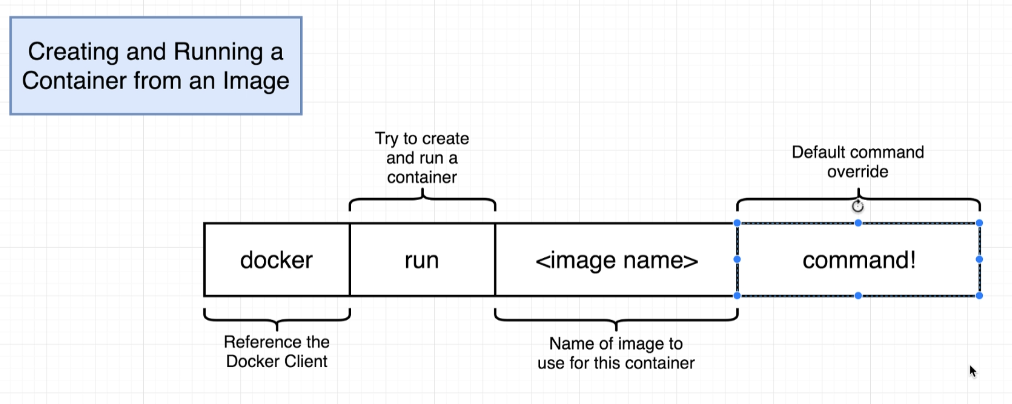 Creating and Running a
Container from an Image
Try to create
and run a
container
Default command
override
docker
run
<image name>
command!
Reference the
Docker Client
Name of image to
use for this container